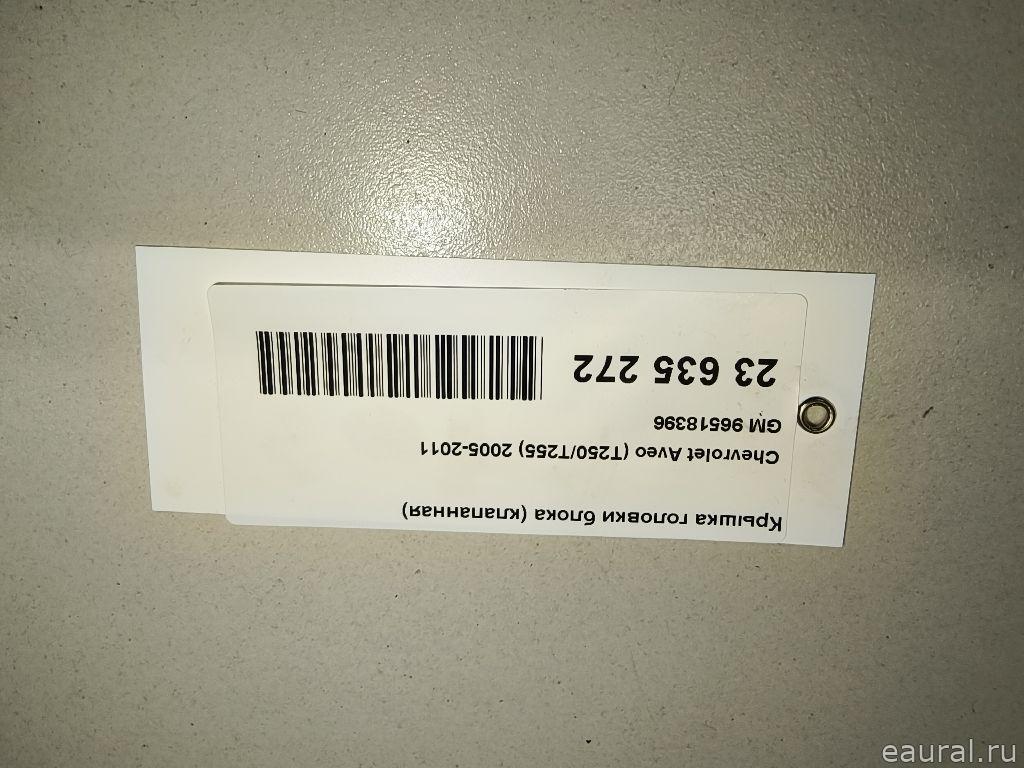 Крышка головки блока (клапанная)
Chevrolet Aveo (T250/T255) 2005-2011
GM 96518396
23 635 272
eaural.ru